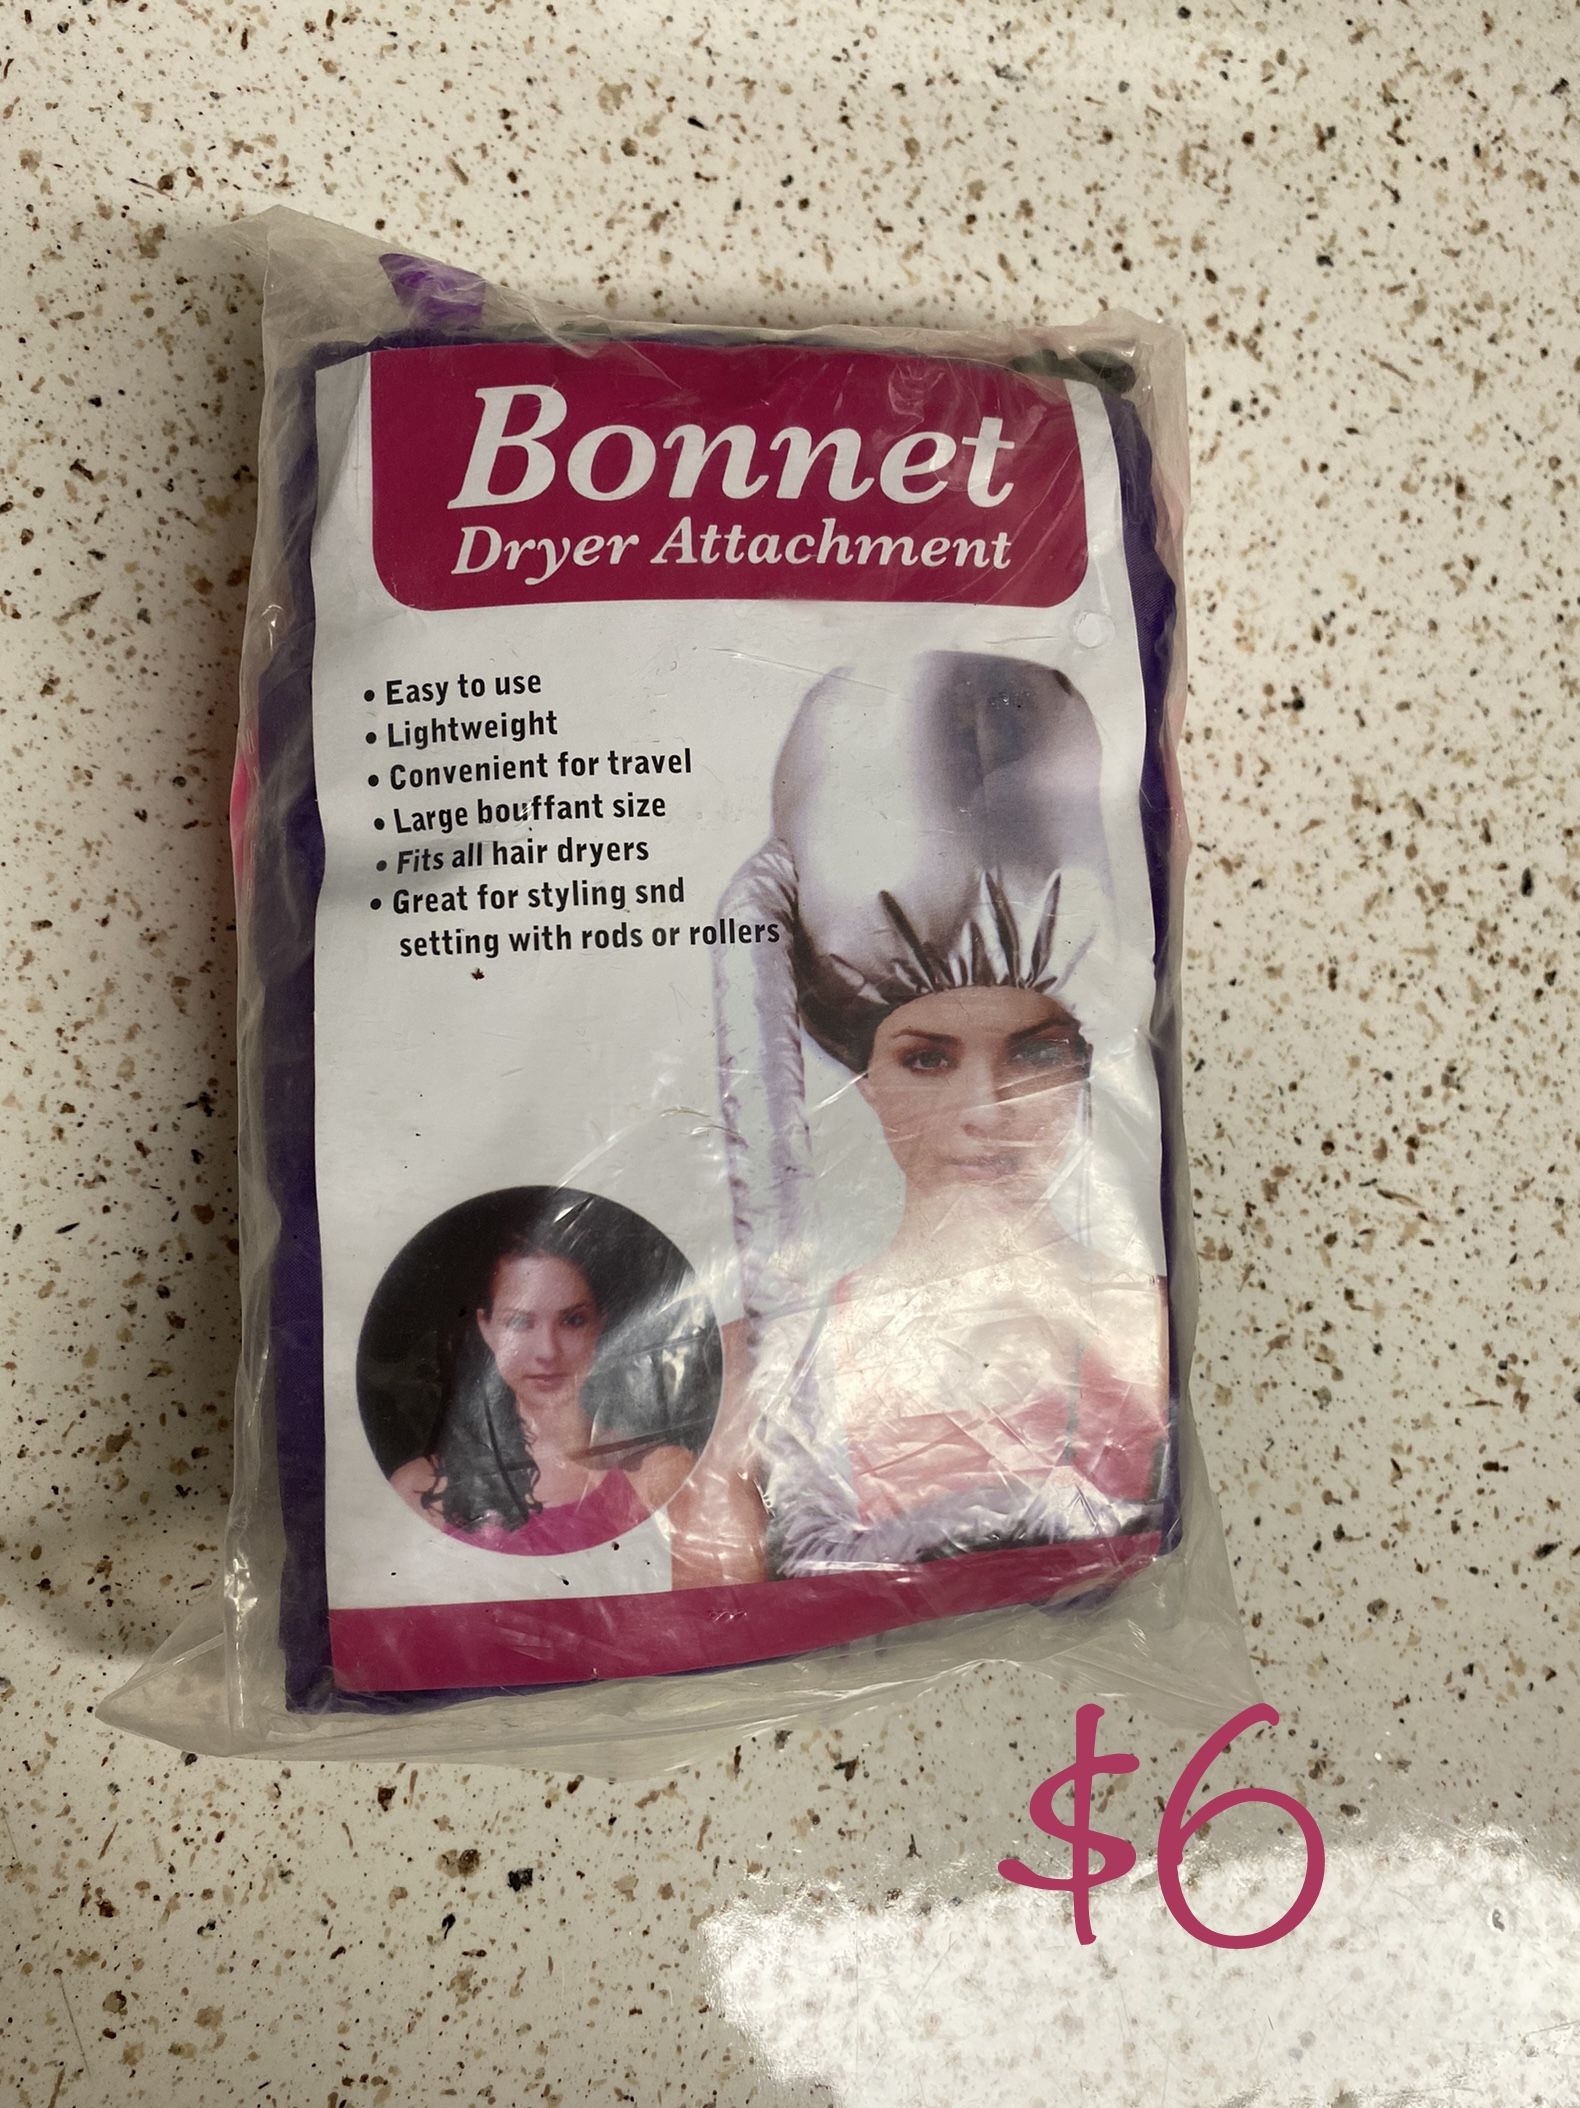 Bonnet
Dryer Attachment
• Easy to use
• Lightweight
• Convenient for travel
• Large bouffant size
• Fits all hair dryers
• Great for styling snd
setting with rods or rollers
$6